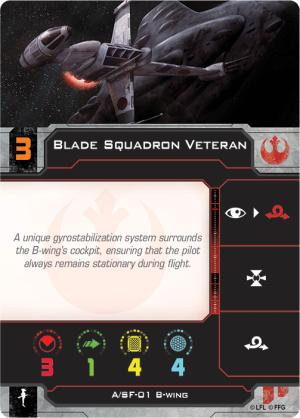 3 Blade Squadron Veteran
A unique gyrostabilization system surrounds
the B-wing's cockpit, ensuring that the pilot
always remains stationary during flight.
3 1 4 4
A/SF-01 B-wing
© LFL © FFG